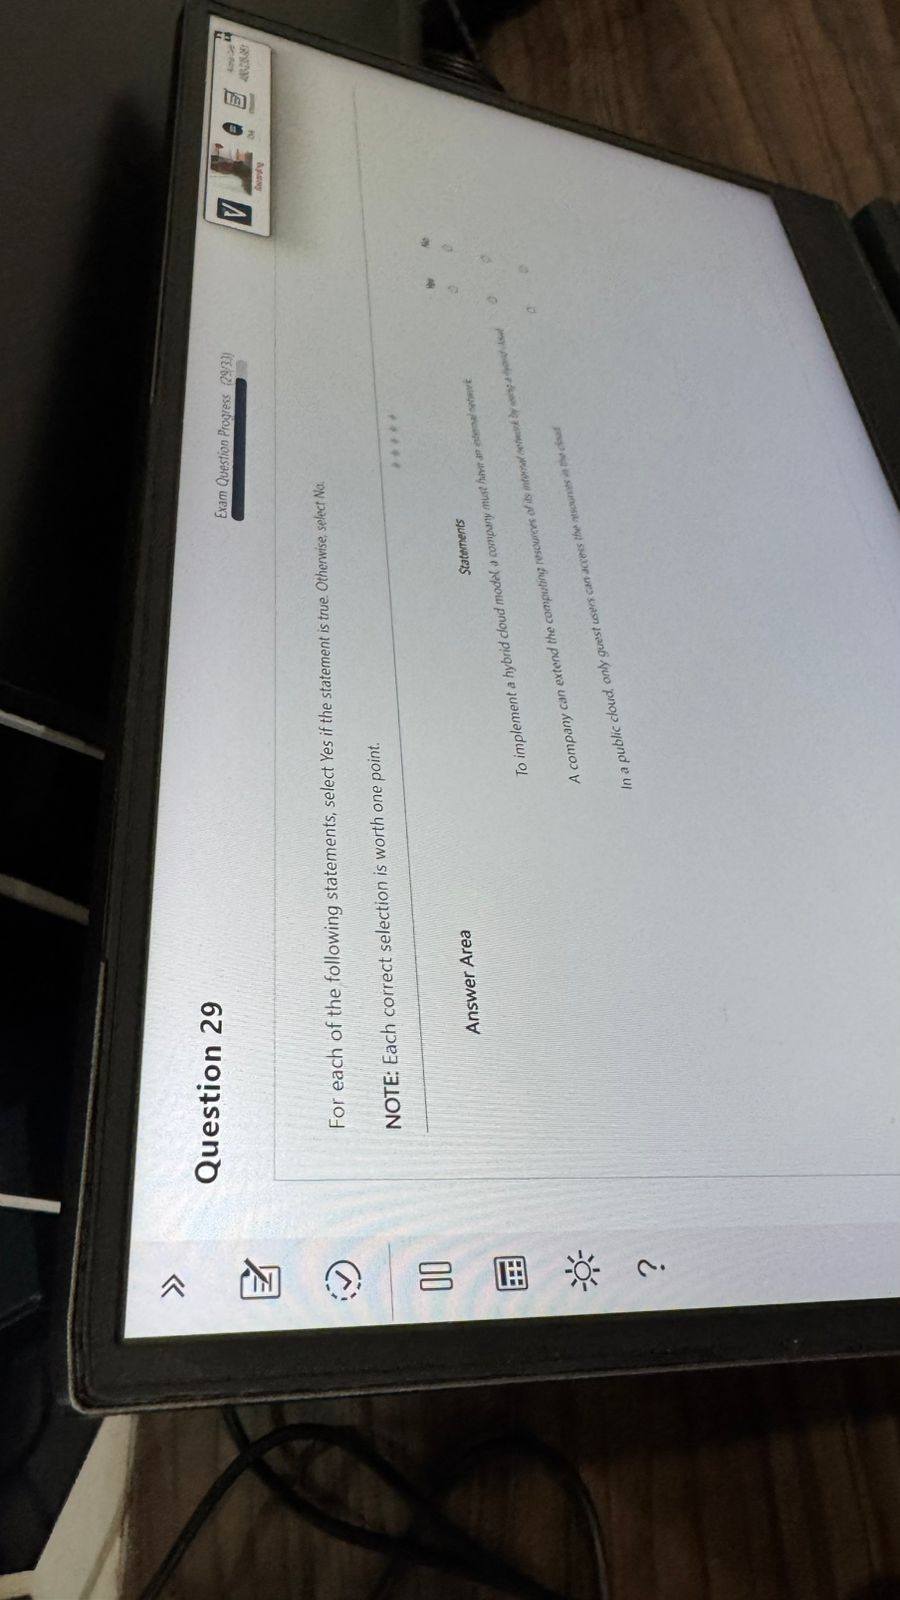 Exam Question Progress (29/33)
Recording
Question 29
For each of the following statements, select Yes if the statement is true. Otherwise, select No.
NOTE: Each correct selection is worth one point.
Answer Area
Statements
Yes No
To implement a hybrid cloud model, a company must have an internal network
A company can extend the computing resources of its internal network by using a hybrid cloud
In a public cloud, only guest users can access the resources in the cloud
?